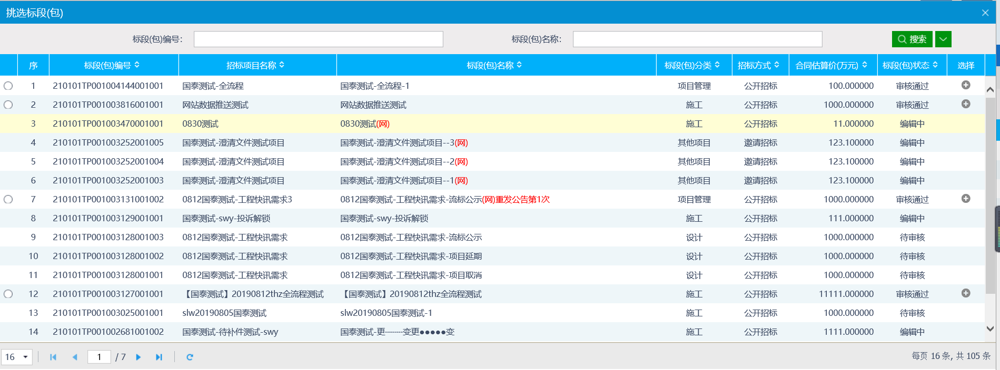 挑选标段(包)
标段(包)编号： 标段(包)名称： 搜索
序 标段(包)编号 招标项目名称 标段(包)名称 标段(包)分类 招标方式 合同估算价(万元) 标段(包)状态 选择
1 210101TP001004144001001 国泰测试-全流程 国泰测试-全流程-1 项目管理 公开招标 100.000000 审核通过
2 210101TP001003816001001 网站数据推送测试 网站数据推送测试 施工 公开招标 1000.000000 审核通过
3 210101TP001003470001001 0830测试 0830测试(网) 施工 公开招标 11.000000 编辑中
4 210101TP001003252001005 国泰测试-澄清文件测试项目 国泰测试-澄清文件测试项目--3(网) 其他项目 邀请招标 123.100000 编辑中
5 210101TP001003252001004 国泰测试-澄清文件测试项目 国泰测试-澄清文件测试项目--2(网) 其他项目 邀请招标 123.100000 编辑中
6 210101TP001003252001003 国泰测试-澄清文件测试项目 国泰测试-澄清文件测试项目--1(网) 其他项目 邀请招标 123.100000 编辑中
7 210101TP001003131001002 0812国泰测试-工程快讯需求3 0812国泰测试-工程快讯需求-流标公示(网)重发公告第1次 项目管理 公开招标 1000.000000 审核通过
8 210101TP001003129001001 国泰测试-swy-投诉解锁 国泰测试-swy-投诉解锁 施工 公开招标 111.000000 编辑中
9 210101TP001003128001003 0812国泰测试-工程快讯需求 0812国泰测试-工程快讯需求-流标公示 设计 公开招标 1000.000000 待审核
10 210101TP001003128001002 0812国泰测试-工程快讯需求 0812国泰测试-工程快讯需求-项目延期 设计 公开招标 1000.000000 待审核
11 210101TP001003128001001 0812国泰测试-工程快讯需求 0812国泰测试-工程快讯需求-项目取消 设计 公开招标 1000.000000 待审核
12 210101TP001003127001001 【国泰测试】20190812thz全流程测试 【国泰测试】20190812thz全流程测试 施工 公开招标 11111.000000 审核通过
13 210101TP001003025001001 slw20190805国泰测试 slw20190805国泰测试-1 施工 公开招标 1000.000000 待审核
14 210101TP001002681001002 国泰测试-待补件测试-swy 国泰测试-更·········变更●●●●●变 施工 公开招标 1111.000000 编辑中
16 1 / 7 每页 16 条, 共 105 条